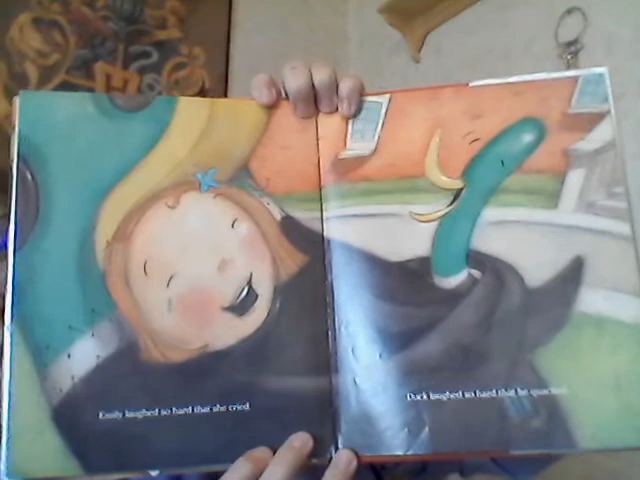 Emily laughed so hard that she cried.
Duck laughed so hard that he quacked.